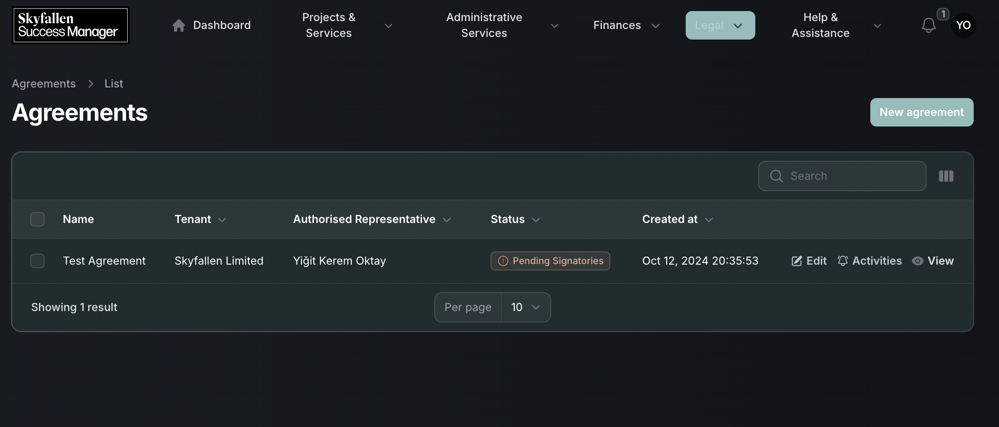 Skyfallen
Success Manager
Dashboard
Projects &
Services
Administrative
Services
Finances
Legal
Help &
Assistance
1
YO
Agreements
List
Agreements
New agreement
Search
Name
Tenant
Authorised Representative
Status
Created at
Test Agreement
Skyfallen Limited
Yiğit Kerem Oktay
Pending Signatories
Oct 12, 2024 20:35:53
Edit
Activities
View
Showing 1 result
Per page
10